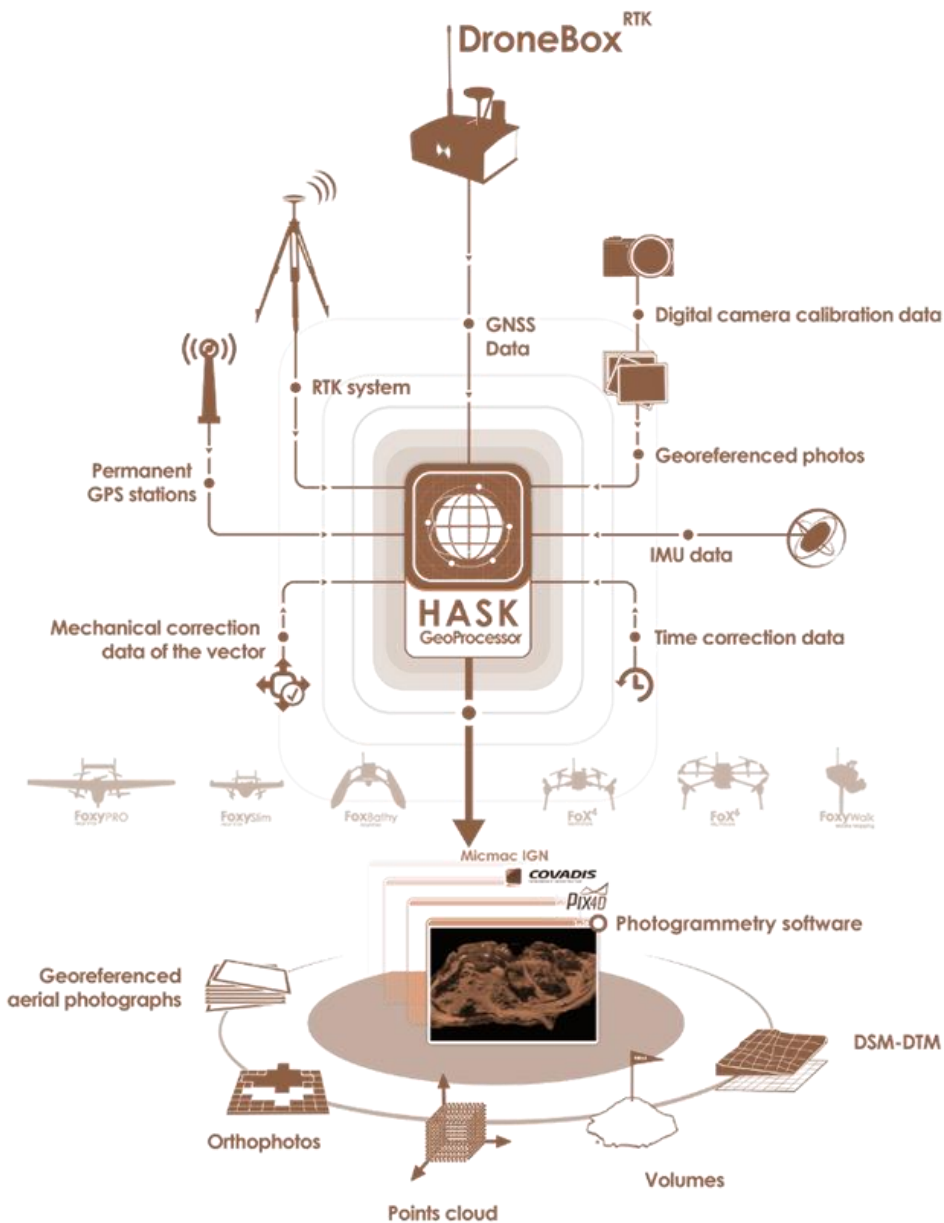 DroneBox RTK
GNSS
Data
Digital camera calibration data
RTK system
Georeferenced photos
Permanent
GPS stations
IMU data
HASK
GeoProcessor
Mechanical correction
data of the vector
Time correction data
FoxyPRO
FoxySlim
FoxBathy
FoX4
FoX6
FoxyWalk
Micmac IGN
COVADIS
PIX4D
Photogrammetry software
Georeferenced
aerial photographs
DSM-DTM
Orthophotos
Volumes
Points cloud